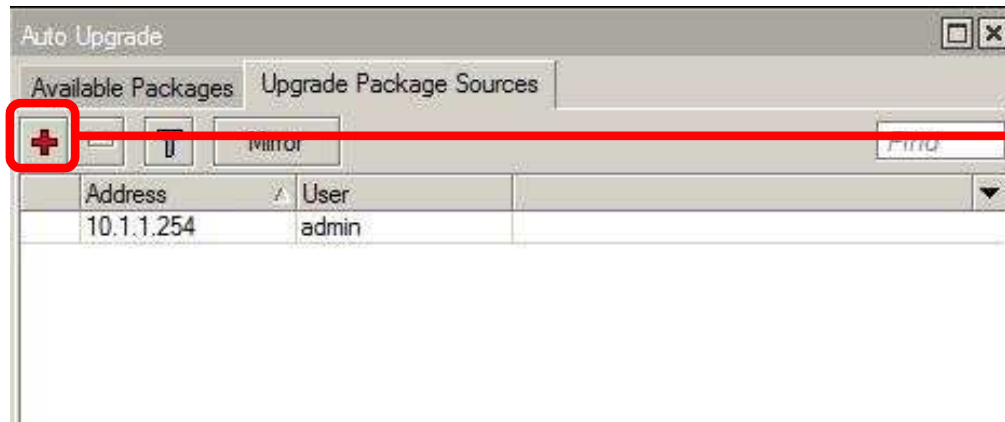 Auto Upgrade
Available Packages Upgrade Package Sources
Mirror Find
Address User
10.1.1.254 admin